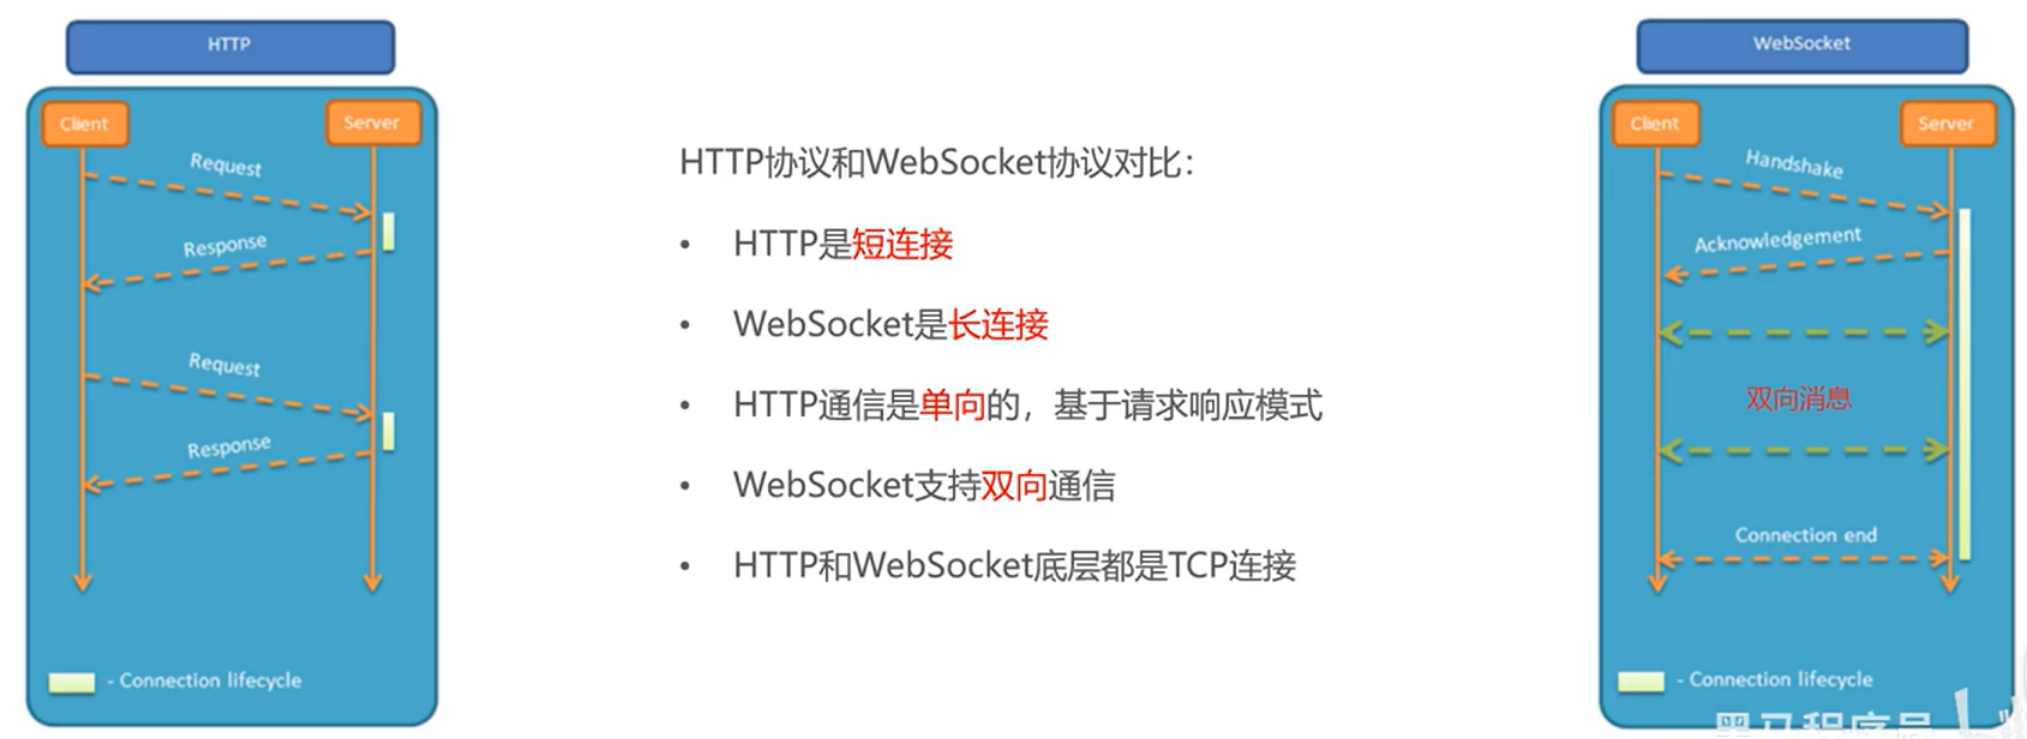 HTTP
Client
Server
Request
Response
Request
Response
- Connection lifecycle
HTTP协议和WebSocket协议对比：
• HTTP是短连接
• WebSocket是长连接
• HTTP通信是单向的，基于请求响应模式
• WebSocket支持双向通信
• HTTP和WebSocket底层都是TCP连接
WebSocket
Client
Server
Handshake
Acknowledgement
双向消息
Connection end
- Connection lifecycle
黑马程序员